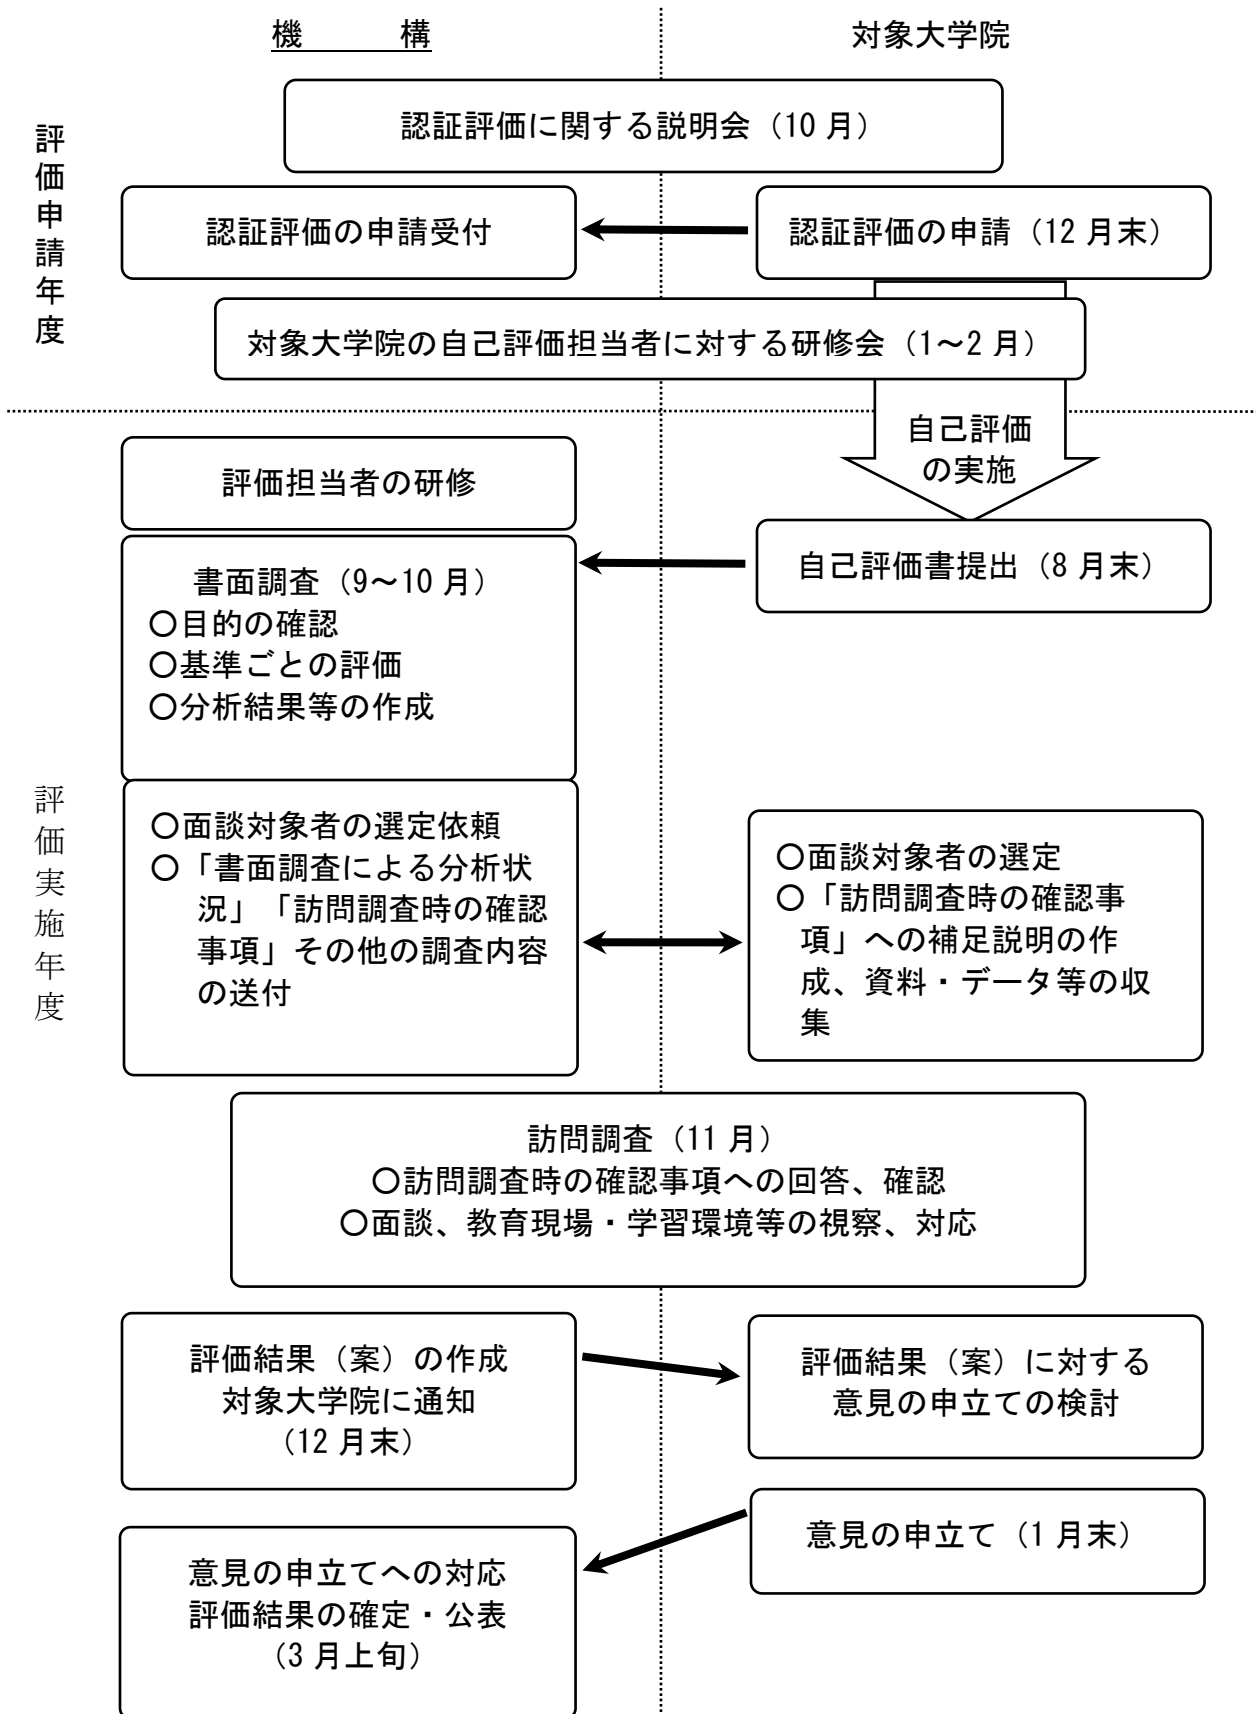 機　　　構
対象大学院
評価申請年度
認証評価に関する説明会（10 月）
認証評価の申請受付
認証評価の申請（12 月末）
対象大学院の自己評価担当者に対する研修会（1～2 月）
自己評価
の実施
評価実施年度
評価担当者の研修
自己評価書提出（8 月末）
書面調査（9～10 月）
○目的の確認
○基準ごとの評価
○分析結果等の作成
○面談対象者の選定依頼
○「書面調査による分析状
況」「訪問調査時の確認
事項」その他の調査内容
の送付
○面談対象者の選定
○「訪問調査時の確認事
項」への補足説明の作
成、資料・データ等の収
集
訪問調査（11 月）
○訪問調査時の確認事項への回答、確認
○面談、教育現場・学習環境等の視察、対応
評価結果（案）の作成
対象大学院に通知
（12 月末）
評価結果（案）に対する
意見の申立ての検討
意見の申立て（1 月末）
意見の申立てへの対応
評価結果の確定・公表
（3 月上旬）